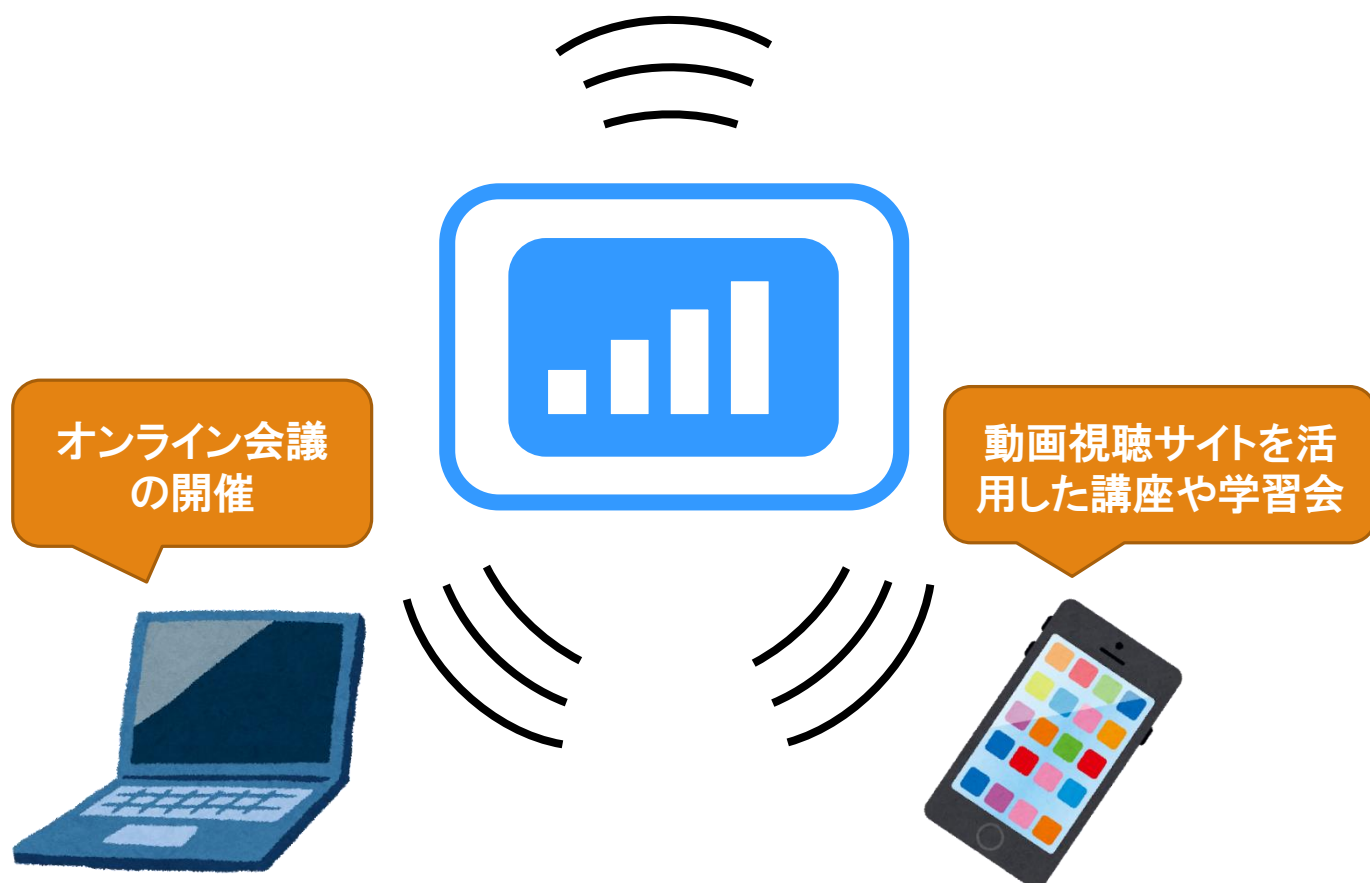 オンライン会議
の開催
動画視聴サイトを活
用した講座や学習会